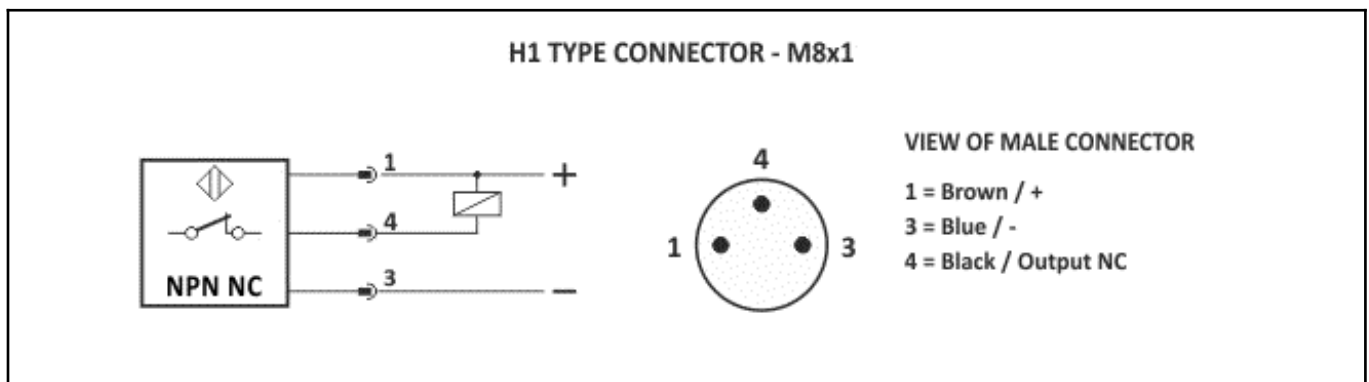 H1 TYPE CONNECTOR - M8x1
1
+
4
3
−
NPN NC
4
1
3
VIEW OF MALE CONNECTOR
1 = Brown / +
3 = Blue / -
4 = Black / Output NC